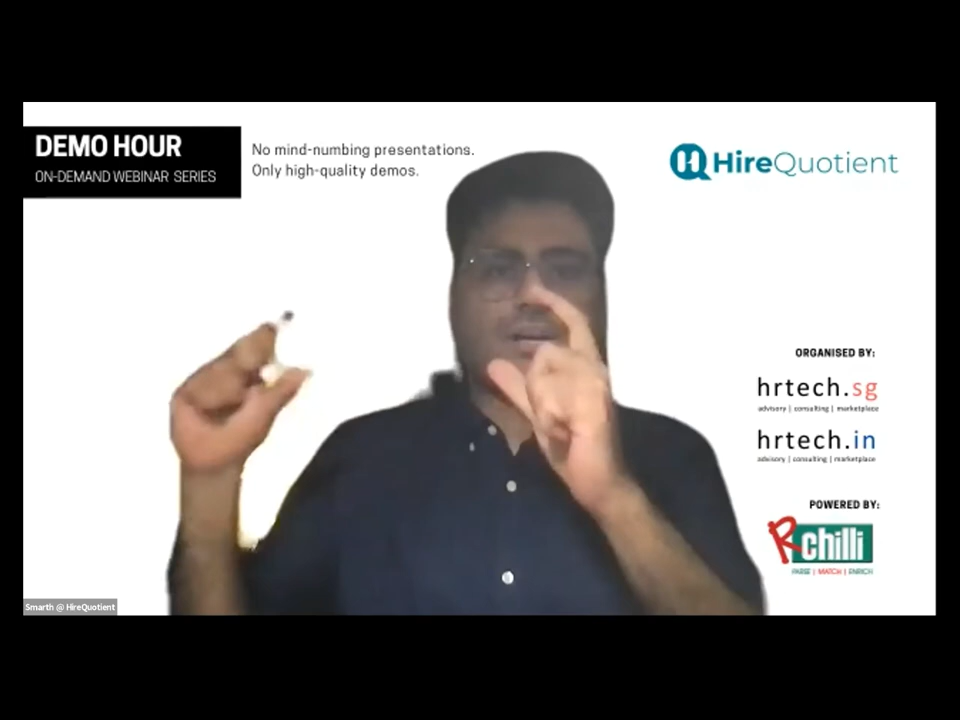 DEMO HOUR
ON-DEMAND WEBINAR SERIES
No mind-numbing presentations.
Only high-quality demos.
HireQuotient
ORGANISED BY:
hrtech.sg
advisory | consulting | marketplace
hrtech.in
advisory | consulting | marketplace
POWERED BY:
Rchilli
PARSE | MATCH | ENRICH
Smarth @ HireQuotient